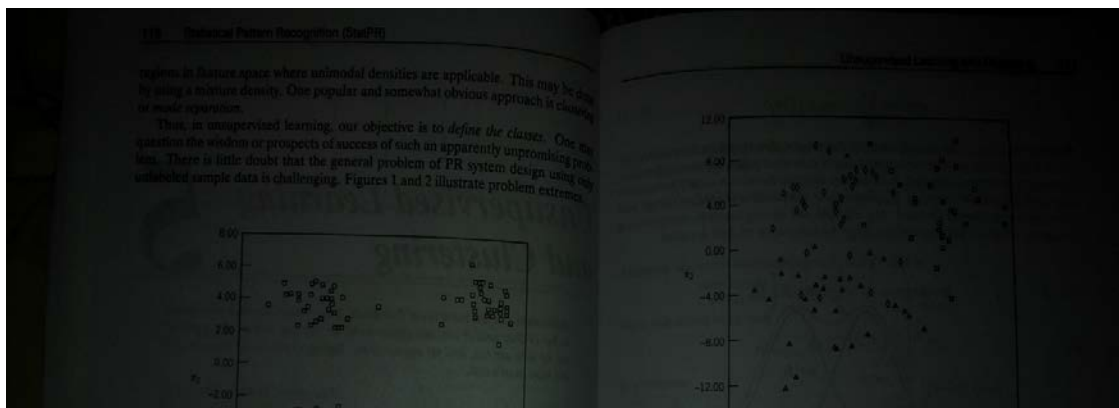 118 Statistical Pattern Recognition (StatPR)
regions in feature space where unimodal densities are applicable. This may be done
by using a mixture density. One popular and somewhat obvious approach is clustering
or mode separation.
Thus, in unsupervised learning, our objective is to define the classes. One may
question the wisdom or prospects of success of such an apparently unpromising prob-
lem. There is little doubt that the general problem of PR system design using only
unlabeled sample data is challenging. Figures 1 and 2 illustrate problem extremes.
8.00
6.00
4.00
2.00
0.00
-2.00
Unsupervised Learning
12.00
8.00
4.00
0.00
-4.00
-8.00
-12.00